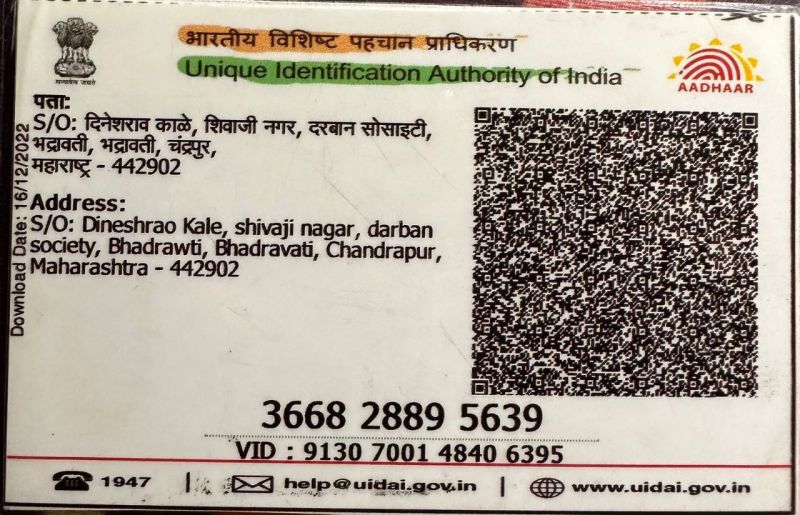 भारतीय विशिष्ट पहचान प्राधिकरण
Unique Identification Authority of India
AADHAAR
सत्यमेव जयते
पता:
S/O: दिनेशराव काळे, शिवाजी नगर, दरबान सोसाइटी,
भद्रावती, भद्रावती, चंद्रपुर,
महाराष्ट्र - 442902
Address:
S/O: Dineshrao Kale, shivaji nagar, darban
society, Bhadrawti, Bhadravati, Chandrapur,
Maharashtra - 442902
Download Date: 16/12/2022
3668 2889 5639
VID : 9130 7001 4840 6395
1947
help@uidai.gov.in
www.uidai.gov.in